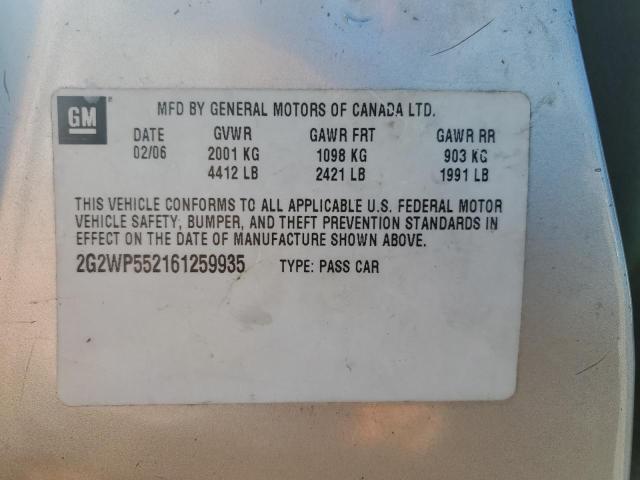 GM
MFD BY GENERAL MOTORS OF CANADA LTD.
DATE GVWR GAWR FRT GAWR RR
02/06 2001 KG 1098 KG 903 KG
4412 LB 2421 LB 1991 LB
THIS VEHICLE CONFORMS TO ALL APPLICABLE U.S. FEDERAL MOTOR
VEHICLE SAFETY, BUMPER, AND THEFT PREVENTION STANDARDS IN
EFFECT ON THE DATE OF MANUFACTURE SHOWN ABOVE.
2G2WP552161259935 TYPE: PASS CAR